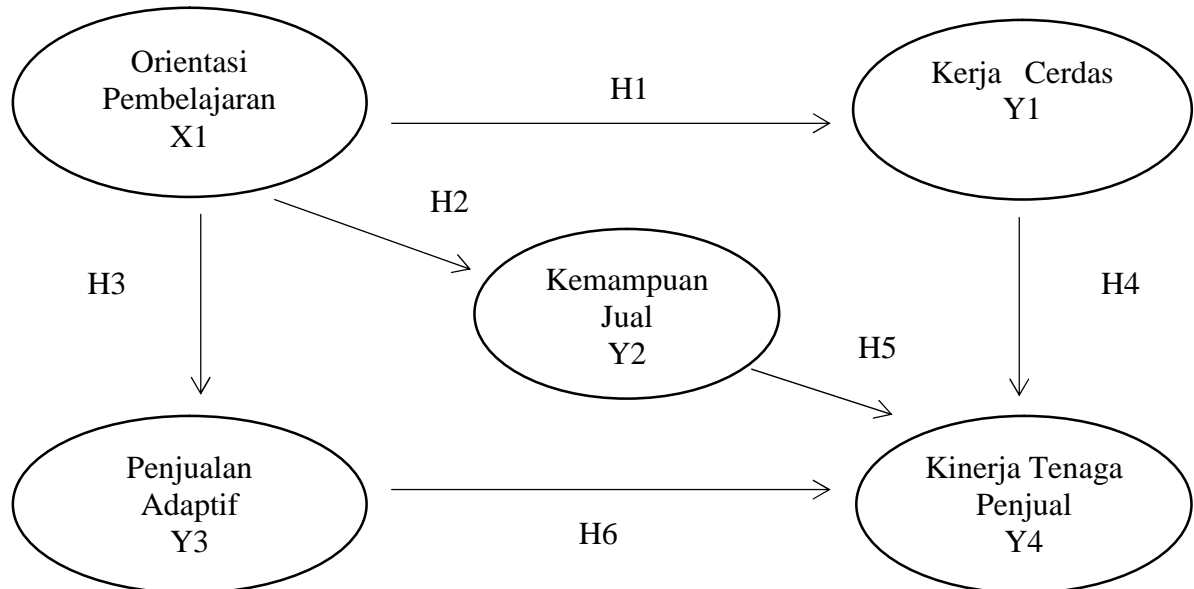 Orientasi
Pembelajaran
X1
H1
Kerja Cerdas
Y1
H2
H3
Kemampuan
Jual
Y2
H4
H5
Penjualan
Adaptif
Y3
H6
Kinerja Tenaga
Penjual
Y4